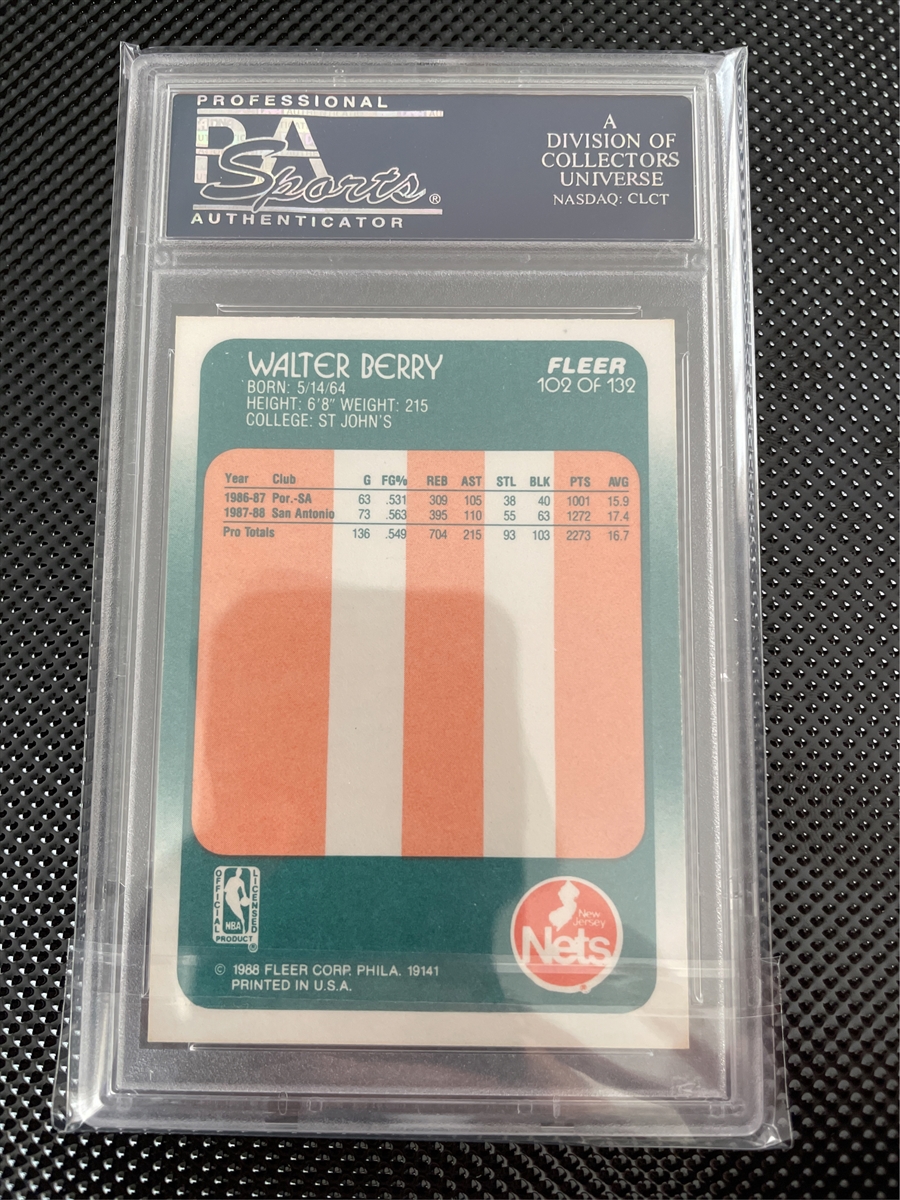 PROFESSIONAL
PSA
Sports®
AUTHENTICATOR
A
DIVISION OF
COLLECTORS
UNIVERSE
NASDAQ: CLCT
WALTER BERRY
BORN: 5/14/64
HEIGHT: 6'8" WEIGHT: 215
COLLEGE: ST JOHN'S
FLEER
102 OF 132
Year Club G FG% REB AST STL BLK PTS AVG
1986-87 Por.-SA 63 .531 309 105 38 40 1001 15.9
1987-88 San Antonio 73 .563 395 110 55 63 1272 17.4
Pro Totals 136 .549 704 215 93 103 2273 16.7
OFFICIAL LICENSED
NBA
PRODUCT ®
New
Jersey
Nets
© 1988 FLEER CORP. PHILA. 19141
PRINTED IN U.S.A.